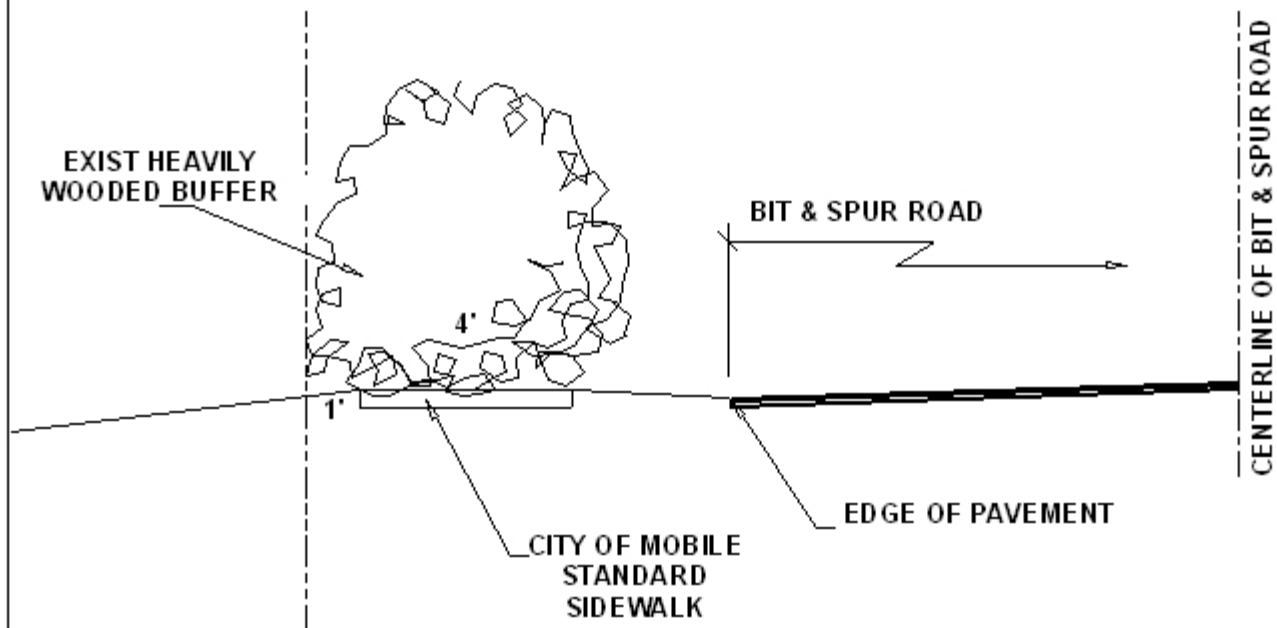 EXIST HEAVILY
WOODED BUFFER
BIT & SPUR ROAD
CENTERLINE OF BIT & SPUR ROAD
4'
1'
EDGE OF PAVEMENT
CITY OF MOBILE
STANDARD
SIDEWALK